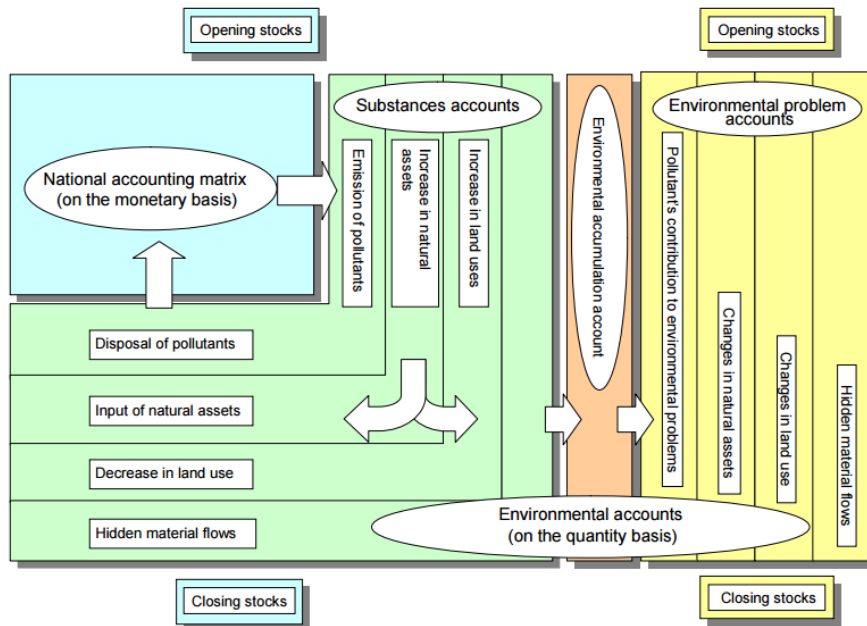 Opening stocks
Opening stocks
Substances accounts
Environmental problem
accounts
National accounting matrix
(on the monetary basis)
Emission of pollutants
Increase in natural
assets
Increase in land uses
Environmental accumulation account
Pollutant's contribution to environmental problems
Changes in natural assets
Changes in land use
Hidden material flows
Disposal of pollutants
Input of natural assets
Decrease in land use
Hidden material flows
Environmental accounts
(on the quantity basis)
Closing stocks
Closing stocks